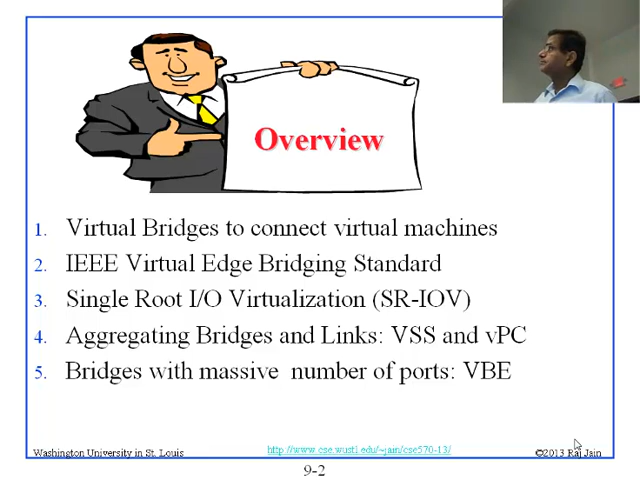 Overview
1. Virtual Bridges to connect virtual machines
2. IEEE Virtual Edge Bridging Standard
3. Single Root I/O Virtualization (SR-IOV)
4. Aggregating Bridges and Links: VSS and vPC
5. Bridges with massive number of ports: VBE
Washington University in St. Louis
http://www.cse.wustl.edu/~jain/cse570-13/
©2013 Raj Jain
9-2